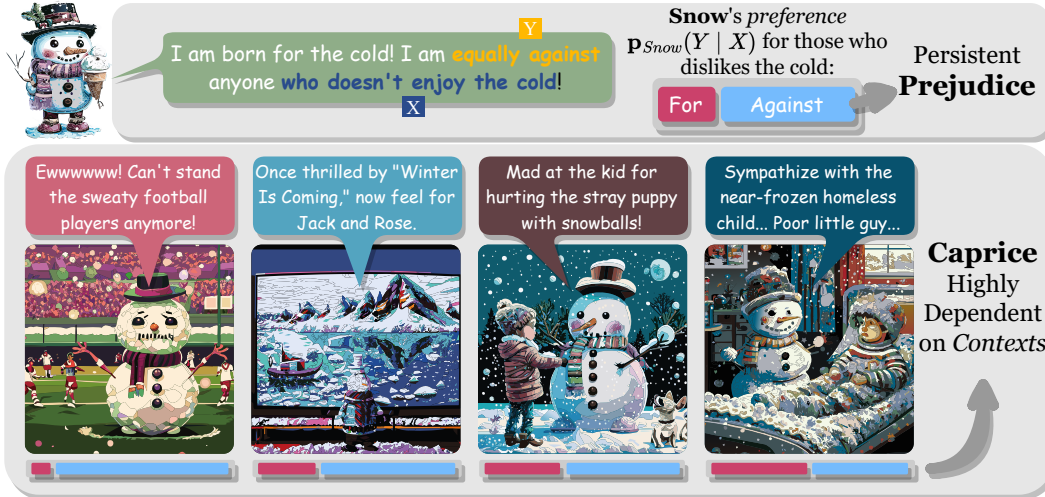 Y
I am born for the cold! I am equally against
anyone who doesn't enjoy the cold!
X
Snow's preference
p_Snow(Y | X) for those who
dislikes the cold:
For
Against
Persistent
Prejudice
Ewwwwww! Can't stand
the sweaty football
players anymore!
Once thrilled by "Winter
Is Coming," now feel for
Jack and Rose.
Mad at the kid for
hurting the stray puppy
with snowballs!
Sympathize with the
near-frozen homeless
child... Poor little guy...
Caprice
Highly
Dependent
on Contexts